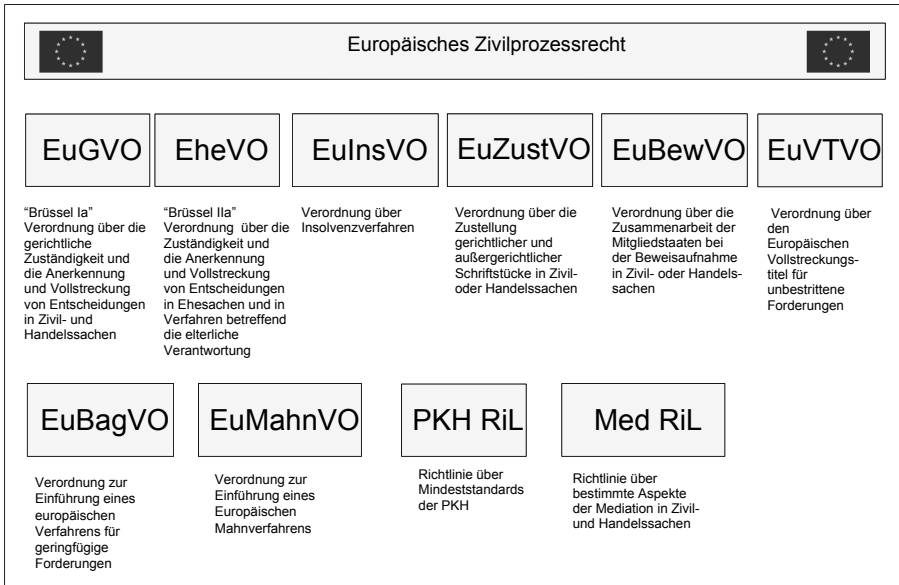 Europäisches Zivilprozessrecht
EuGVO
“Brüssel Ia”
Verordnung über die
gerichtliche
Zuständigkeit und
die Anerkennung
und Vollstreckung
von Entscheidungen
in Zivil- und
Handelssachen
EheVO
“Brüssel IIa”
Verordnung über die
Zuständigkeit und
die Anerkennung
und Vollstreckung
von Entscheidungen
in Ehesachen und in
Verfahren betreffend
die elterliche
Verantwortung
EuInsVO
Verordnung über
Insolvenzverfahren
EuZustVO
Verordnung über die
Zustellung
gerichtlicher und
außergerichtlicher
Schriftstücke in Zivil-
oder Handelssachen
EuBewVO
Verordnung über die
Zusammenarbeit der
Mitgliedstaaten bei
der Beweisaufnahme
in Zivil- oder Handels-
sachen
EuVTVO
Verordnung über
den
Europäischen
Vollstreckungs-
titel für
unbestrittene
Forderungen
EuBagVO
Verordnung zur
Einführung eines
europäischen
Verfahrens für
geringfügige
Forderungen
EuMahnVO
Verordnung zur
Einführung eines
Europäischen
Mahnverfahrens
PKH RiL
Richtlinie über
Mindeststandards
der PKH
Med RiL
Richtlinie über
bestimmte Aspekte
der Mediation in Zivil-
und Handelssachen